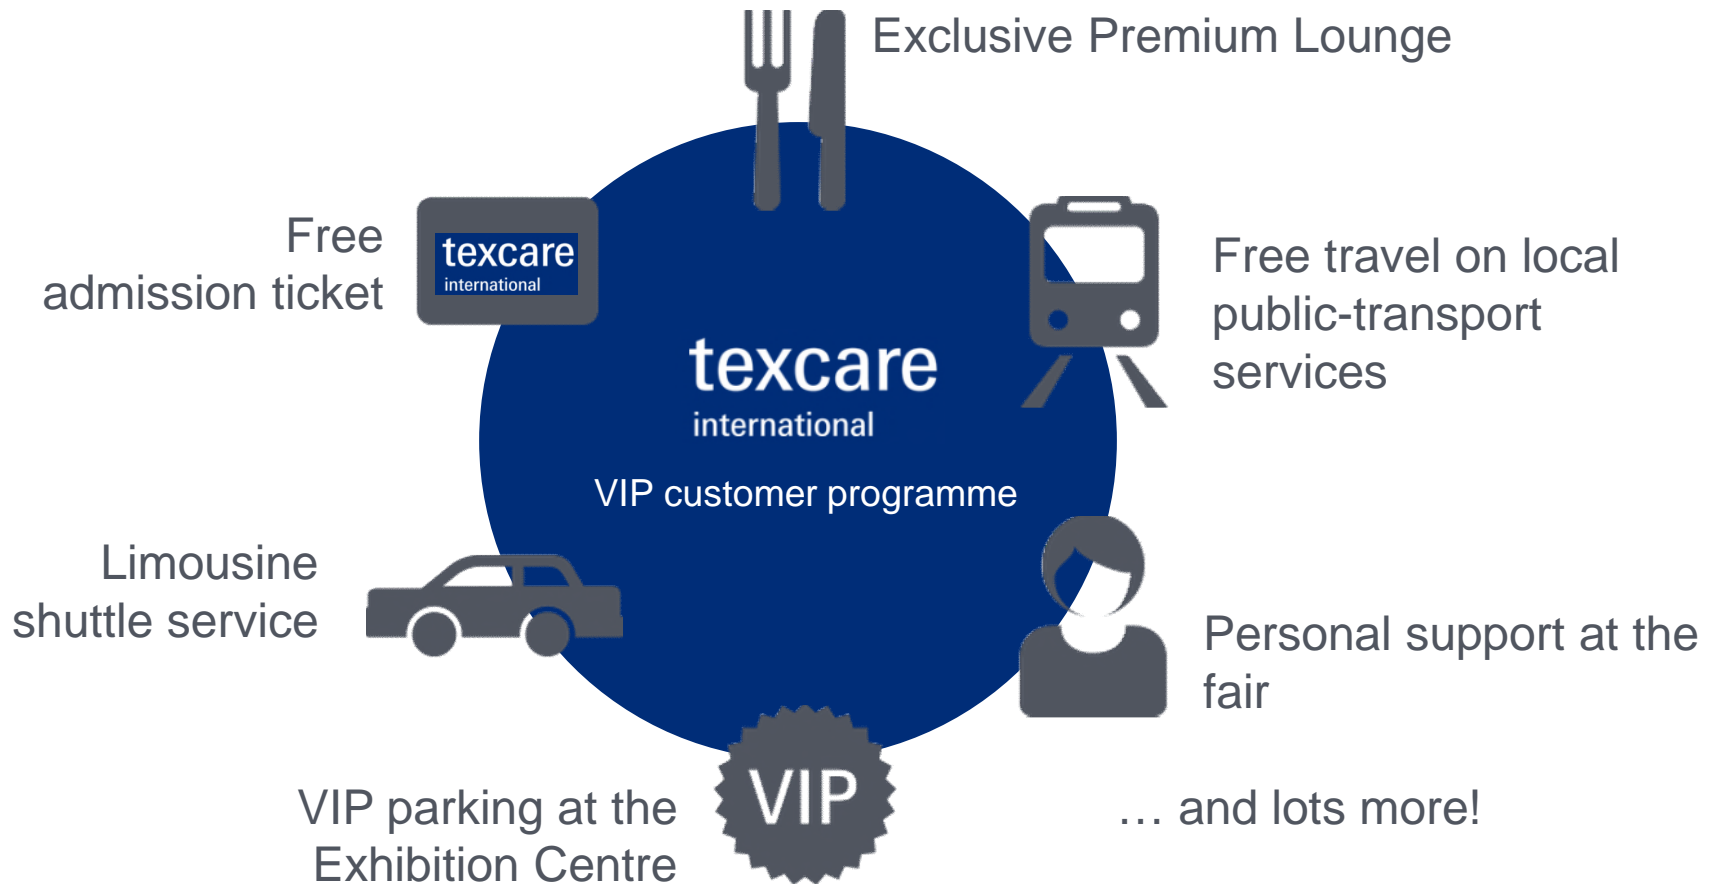 Exclusive Premium Lounge
Free
admission ticket
texcare
international
Free travel on local
public-transport
services
texcare
international
VIP customer programme
Limousine
shuttle service
Personal support at the
fair
VIP parking at the
Exhibition Centre
VIP
… and lots more!